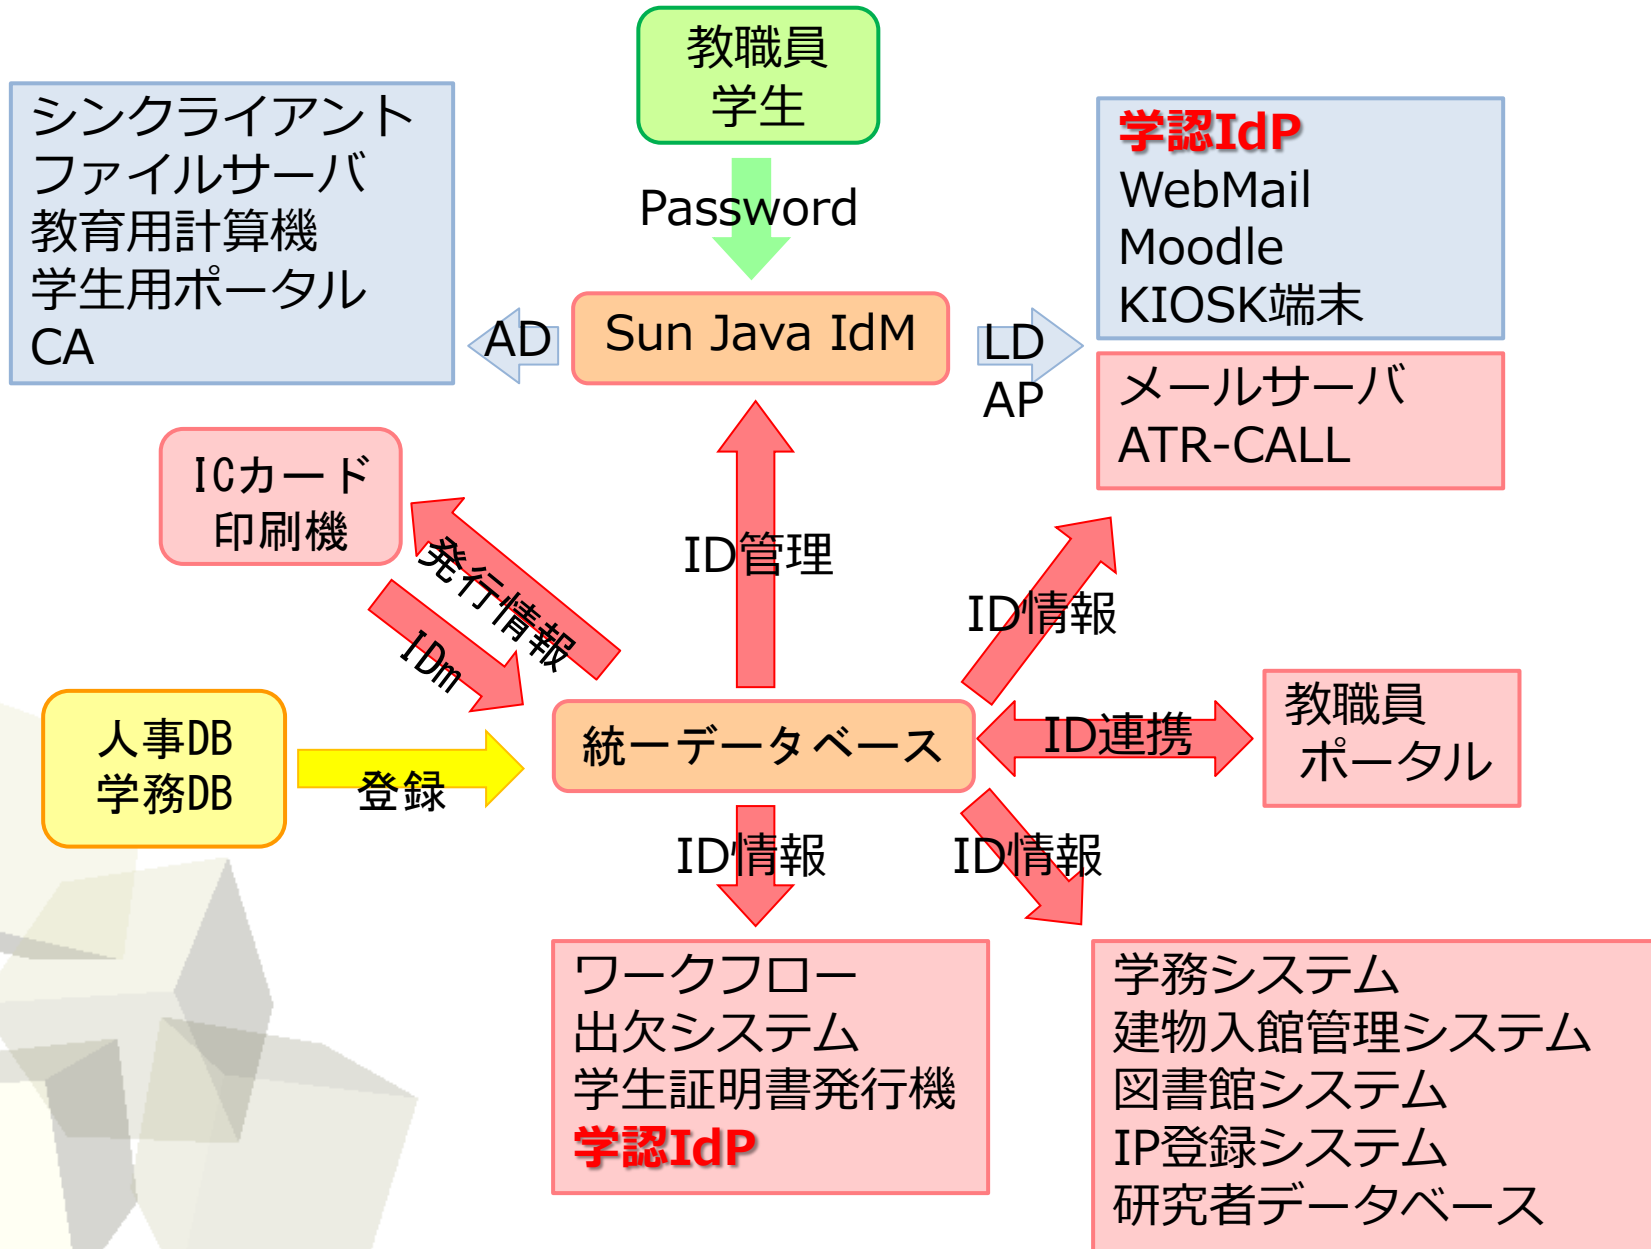 教職員
学生
シンクライアント
ファイルサーバ
教育用計算機
学生用ポータル
CA
学認IdP
WebMail
Moodle
KIOSK端末
Password
AD
Sun Java IdM
LD
AP
メールサーバ
ATR-CALL
ICカード
印刷機
発行情報
IDm
ID管理
ID情報
人事DB
学務DB
登録
統一データベース
ID連携
教職員
ポータル
ID情報
ID情報
ワークフロー
出欠システム
学生証明書発行機
学認IdP
学務システム
建物入館管理システム
図書館システム
IP登録システム
研究者データベース